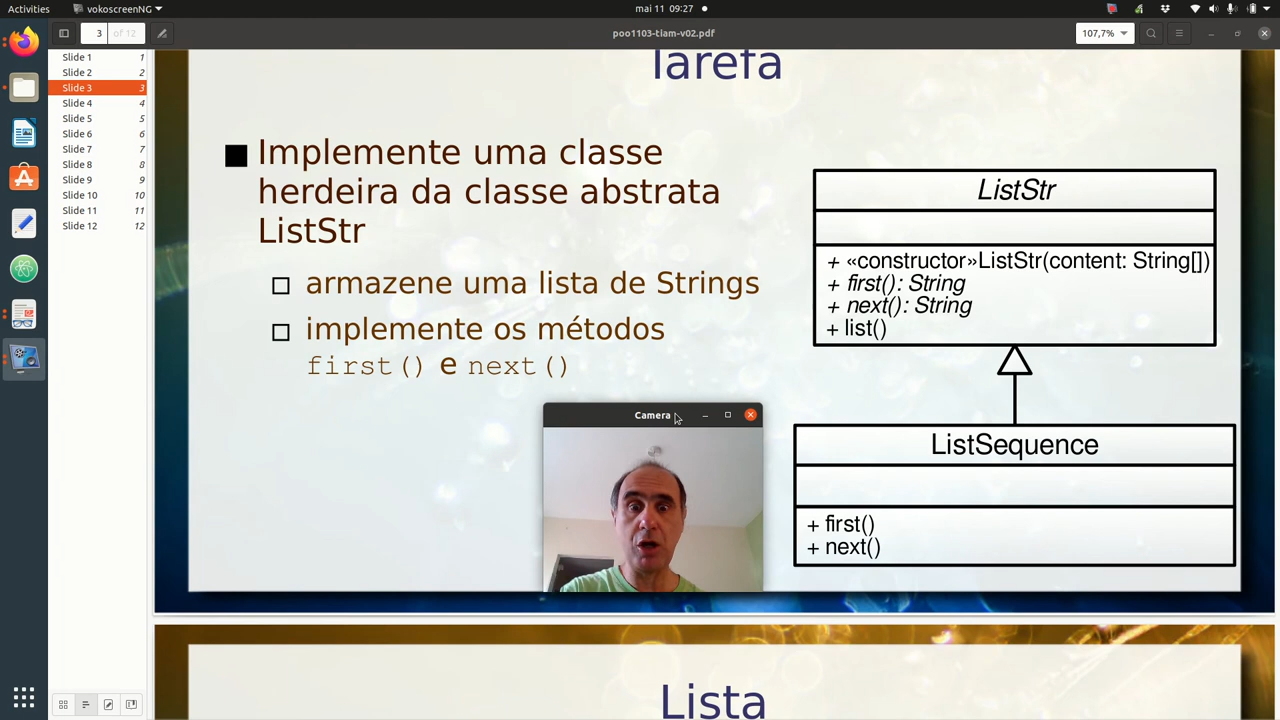 Activities
vokoscreenNG
mai 11 09:27
3 of 12
poo1103-tiam-v02.pdf
107,7%
Slide 1 1
Slide 2 2
Slide 3 3
Slide 4 4
Slide 5 5
Slide 6 6
Slide 7 7
Slide 8 8
Slide 9 9
Slide 10 10
Slide 11 11
Slide 12 12
Tarefa
Implemente uma classe
herdeira da classe abstrata
ListStr
armazene uma lista de Strings
implemente os métodos
first() e next()
ListStr
+ «constructor»ListStr(content: String[])
+ first(): String
+ next(): String
+ list()
Camera
ListSequence
+ first()
+ next()
Lista